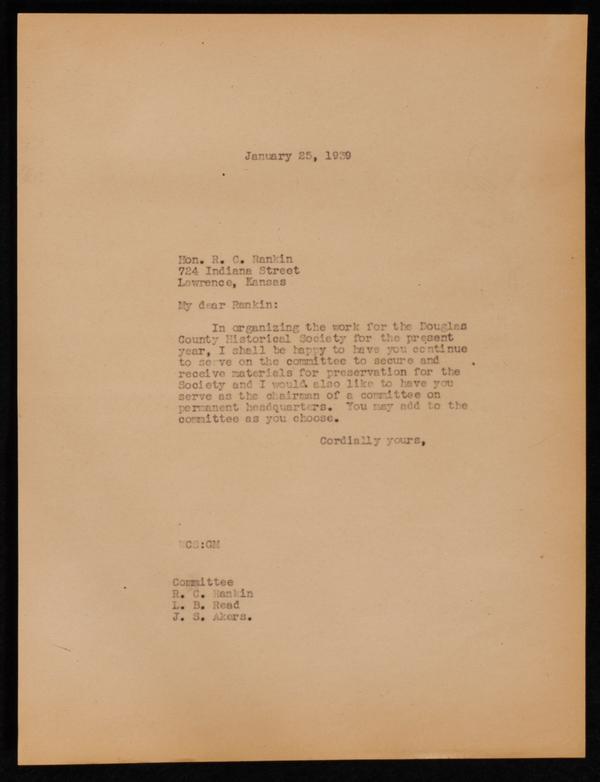 January 25, 1939
Hon. R. C. Rankin
724 Indiana Street
Lawrence, Kansas
My dear Rankin:
In organizing the work for the Douglas
County Historical Society for the present
year, I shall be happy to have you continue
to serve on the committee to secure and
receive materials for preservation for the
Society and I would also like to have you
serve as the chairman of a committee on
permanent headquarters. You may add to the
committee as you choose.
Cordially yours,
WCS:GM
Committee
R. C. Rankin
L. B. Read
J. S. Akers.